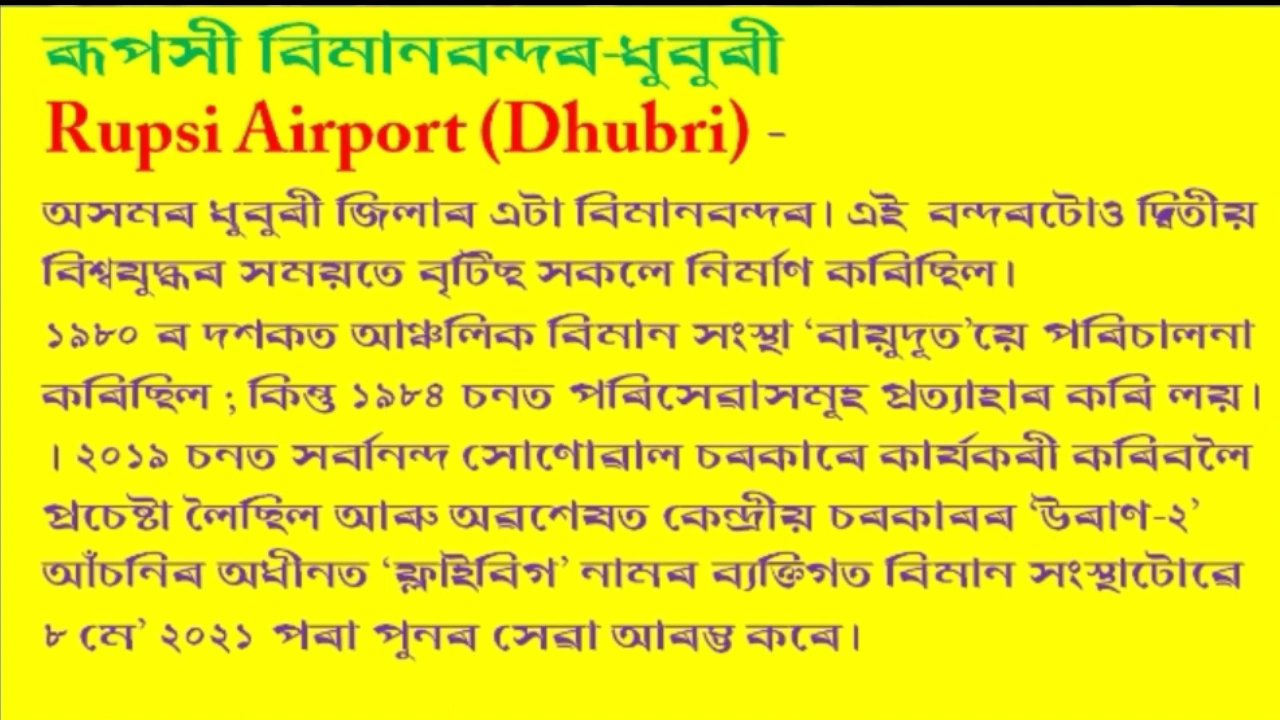 ৰূপসী বিমানবন্দৰ-ধুবুৰী
Rupsi Airport (Dhubri) -
অসমৰ ধুবুৰী জিলাৰ এটা বিমানবন্দৰ। এই বন্দৰটোও দ্বিতীয়
বিশ্বযুদ্ধৰ সময়তে বৃটিছ সকলে নিৰ্মাণ কৰিছিল।
১৯৮০ ৰ দশকত আঞ্চলিক বিমান সংস্থা ‘বায়ুদূত’য়ে পৰিচালনা
কৰিছিল ; কিন্তু ১৯৮৪ চনত পৰিসেৱাসমূহ প্ৰত্যাহাৰ কৰি লয়।
। ২০১৯ চনত সৰ্বানন্দ সোণোৱাল চৰকাৰে কাৰ্যকৰী কৰিবলৈ
প্ৰচেষ্টা লৈছিল আৰু অৱশেষত কেন্দ্ৰীয় চৰকাৰৰ ‘উৰাণ-২’
আঁচনিৰ অধীনত ‘ফ্লাইবিগ’ নামৰ ব্যক্তিগত বিমান সংস্থাটোৱে
৮ মে’ ২০২১ পৰা পুনৰ সেৱা আৰম্ভ কৰে।